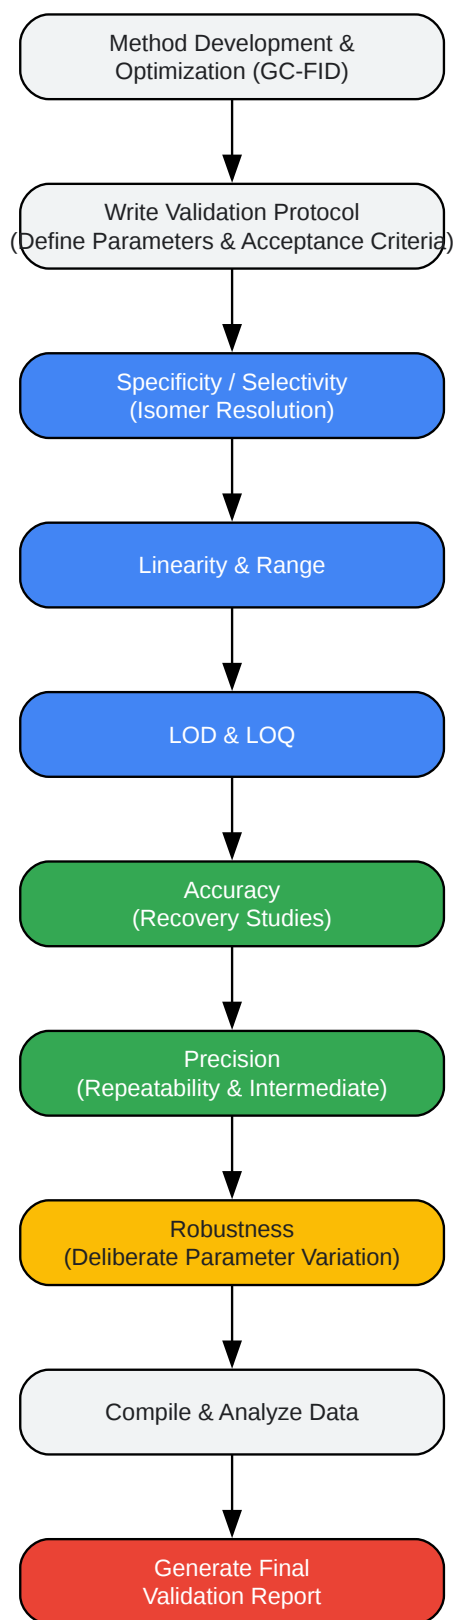 Method Development &
Optimization (GC-FID)
Write Validation Protocol
(Define Parameters & Acceptance Criteria)
Specificity / Selectivity
(Isomer Resolution)
Linearity & Range
LOD & LOQ
Accuracy
(Recovery Studies)
Precision
(Repeatability & Intermediate)
Robustness
(Deliberate Parameter Variation)
Compile & Analyze Data
Generate Final
Validation Report